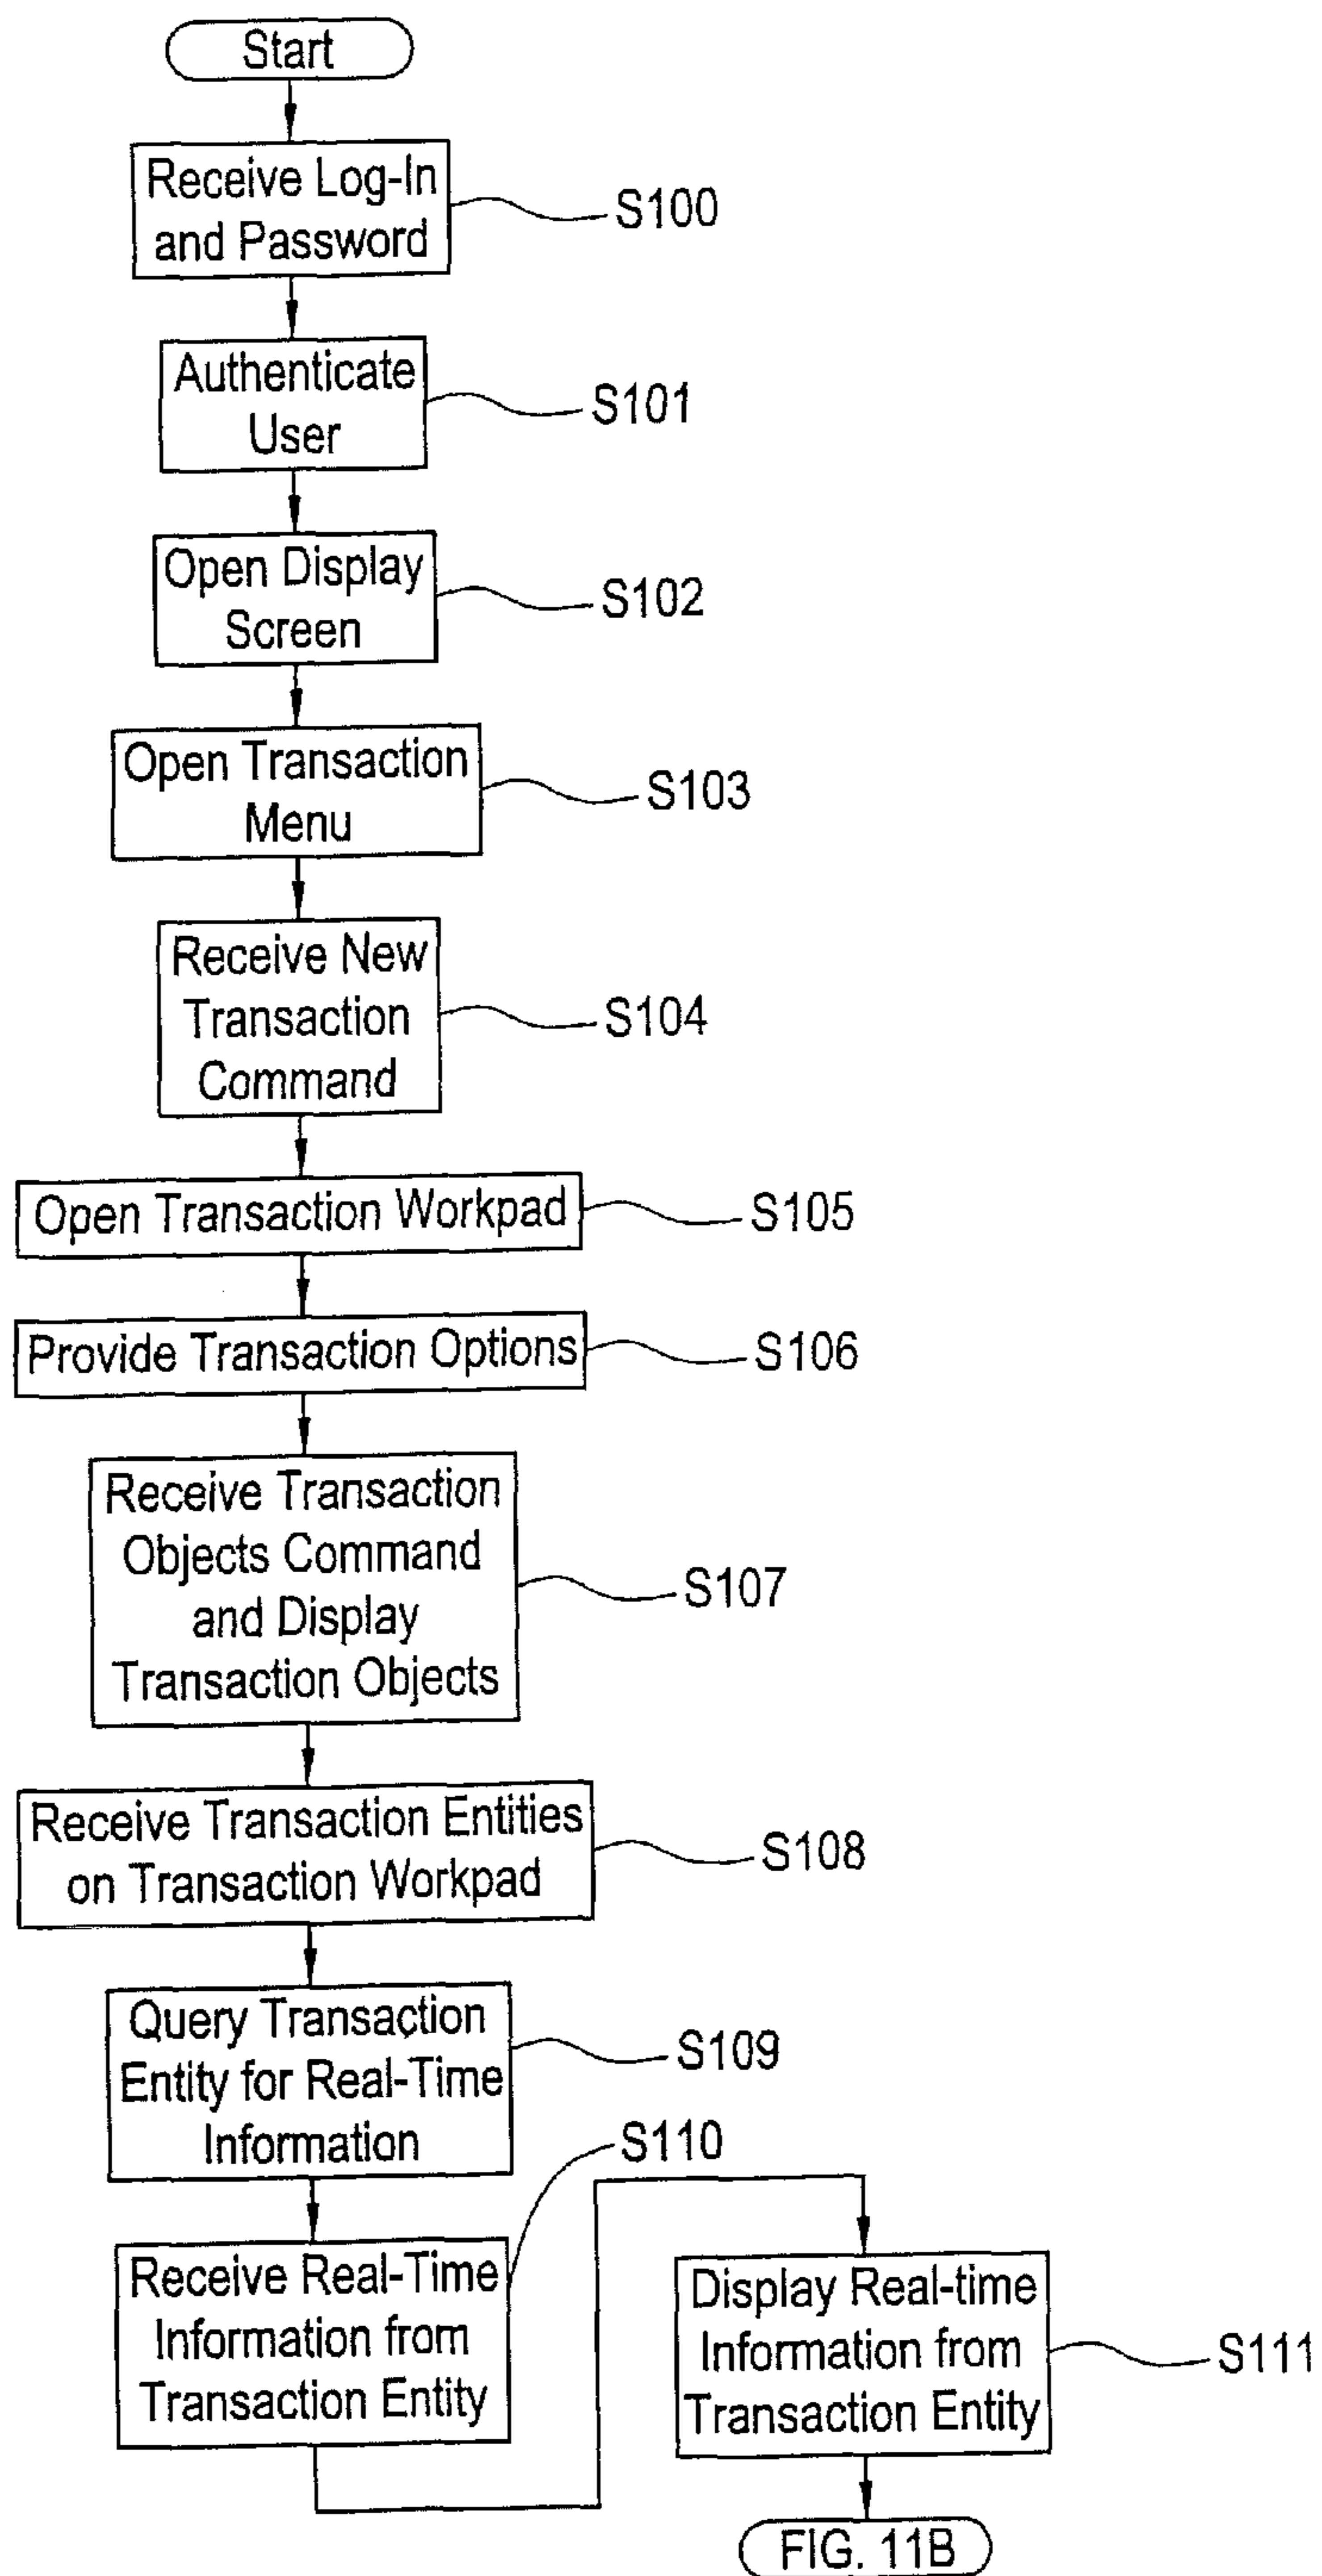 Start
Receive Log-In
and Password
S100
Authenticate
User
S101
Open Display
Screen
S102
Open Transaction
Menu
S103
Receive New
Transaction
Command
S104
Open Transaction Workpad
S105
Provide Transaction Options
S106
Receive Transaction
Objects Command
and Display
Transaction Objects
S107
Receive Transaction Entities
on Transaction Workpad
S108
Query Transaction
Entity for Real-Time
Information
S109
Receive Real-Time
Information from
Transaction Entity
S110
Display Real-time
Information from
Transaction Entity
S111
FIG. 11B